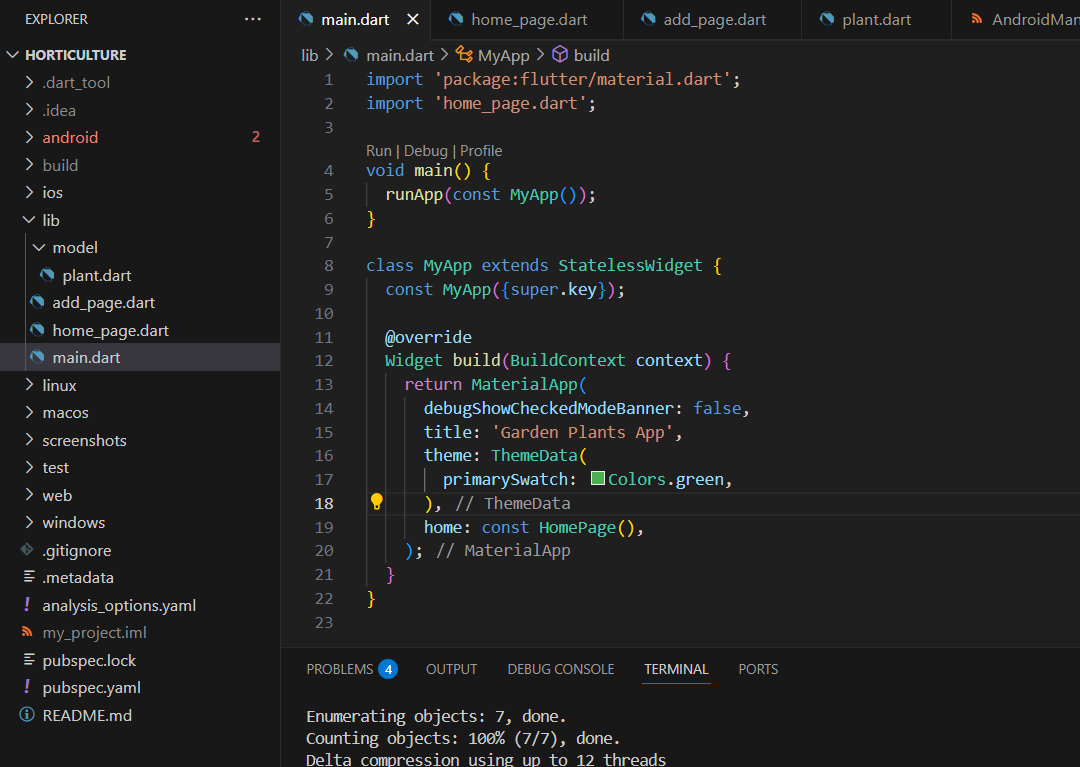 EXPLORER
HORTICULTURE
.dart_tool
.idea
android 2
build
ios
lib
model
plant.dart
add_page.dart
home_page.dart
main.dart
linux
macos
screenshots
test
web
windows
.gitignore
.metadata
! analysis_options.yaml
my_project.iml
pubspec.lock
! pubspec.yaml
README.md
main.dart home_page.dart add_page.dart plant.dart AndroidMan
lib > main.dart > MyApp > build
1 import 'package:flutter/material.dart';
2 import 'home_page.dart';
3
Run | Debug | Profile
4 void main() {
5 runApp(const MyApp());
6 }
7
8 class MyApp extends StatelessWidget {
9 const MyApp({super.key});
10
11 @override
12 Widget build(BuildContext context) {
13 return MaterialApp(
14 debugShowCheckedModeBanner: false,
15 title: 'Garden Plants App',
16 theme: ThemeData(
17 primarySwatch: Colors.green,
18 ), // ThemeData
19 home: const HomePage(),
20 ); // MaterialApp
21 }
22 }
23
PROBLEMS 4 OUTPUT DEBUG CONSOLE TERMINAL PORTS
Enumerating objects: 7, done.
Counting objects: 100% (7/7), done.
Delta compression using up to 12 threads